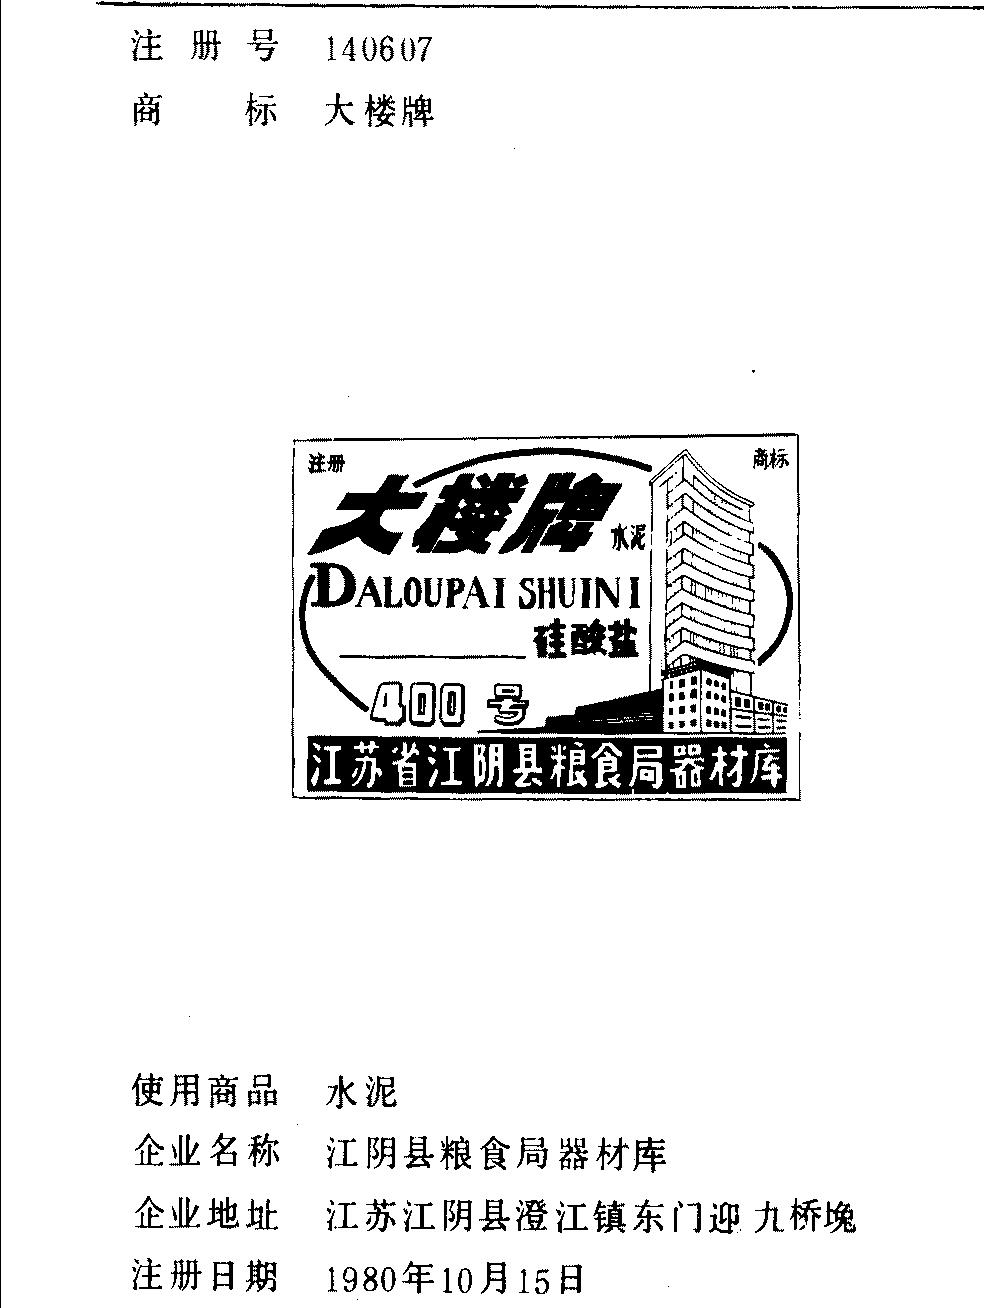 注册号 140607
商标 大楼牌
注册 商标
大楼牌 水泥
DALOUPAI SHUINI
硅酸盐
400号
江苏省江阴县粮食局器材库
使用商品 水泥
企业名称 江阴县粮食局器材库
企业地址 江苏江阴县澄江镇东门迎九桥堍
注册日期 1980年10月15日